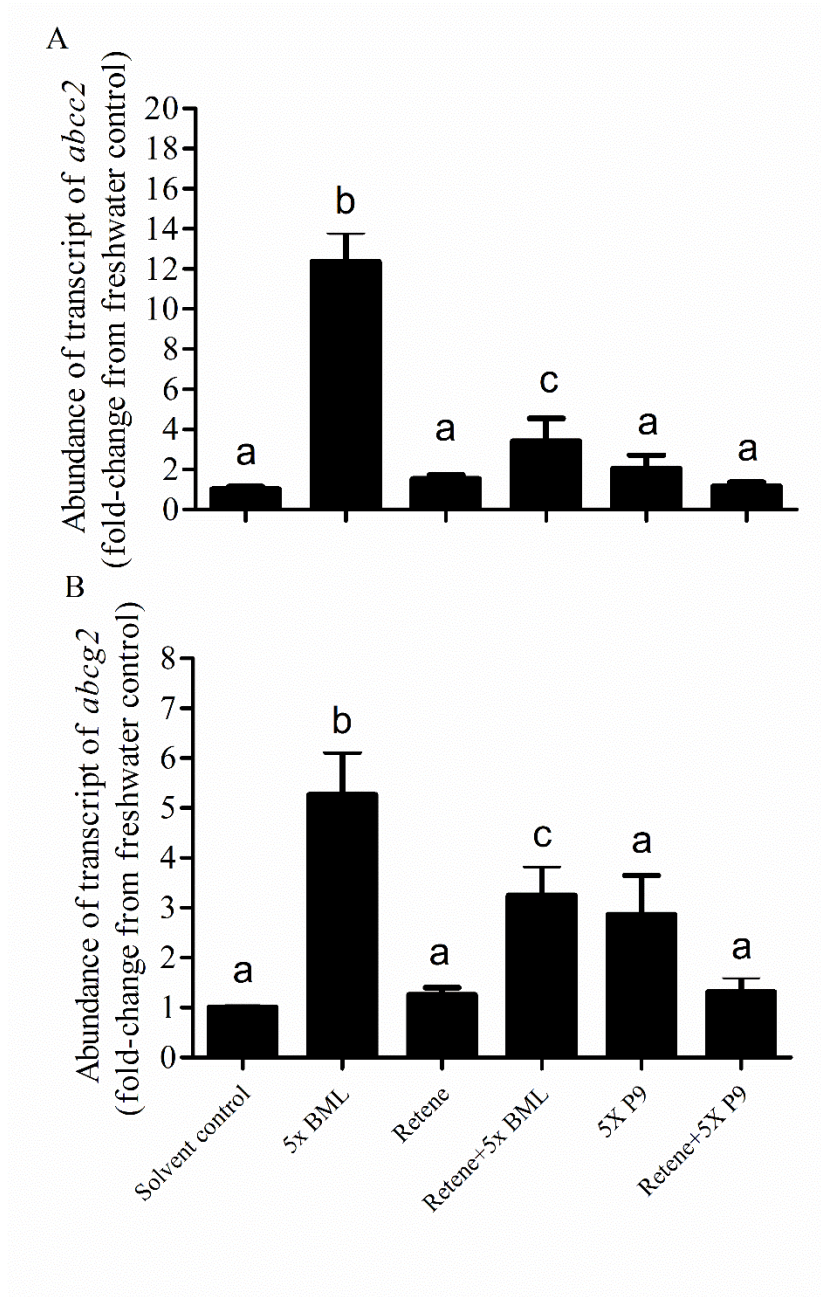 A
Abundance of transcript of abcc2
(fold-change from freshwater control)
20
18
16
14
12
10
8
6
4
2
0
a
b
a
c
a
a
B
Abundance of transcript of abcg2
(fold-change from freshwater control)
8
7
6
5
4
3
2
1
0
a
b
a
c
a
a
Solvent control
5x BML
Retene
Retene+5x BML
5X P9
Retene+5X P9